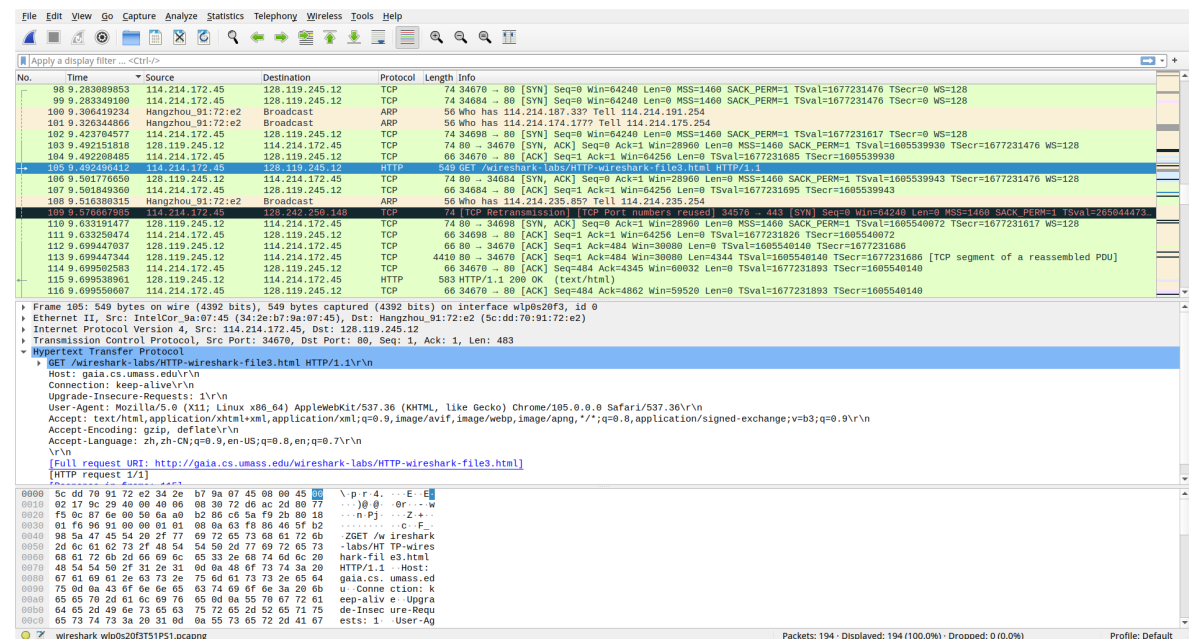 File Edit View Go Capture Analyze Statistics Telephony Wireless Tools Help
Apply a display filter ... <Ctrl-/>
No. Time Source Destination Protocol Length Info
98 9.283089853 114.214.172.45 128.119.245.12 TCP 74 34670 → 80 [SYN] Seq=0 Win=64240 Len=0 MSS=1460 SACK_PERM=1 TSval=1677231476 TSecr=0 WS=128
99 9.283349100 114.214.172.45 128.119.245.12 TCP 74 34684 → 80 [SYN] Seq=0 Win=64240 Len=0 MSS=1460 SACK_PERM=1 TSval=1677231476 TSecr=0 WS=128
100 9.306419234 Hangzhou_91:72:e2 Broadcast ARP 56 Who has 114.214.187.33? Tell 114.214.191.254
101 9.326344866 Hangzhou_91:72:e2 Broadcast ARP 56 Who has 114.214.174.177? Tell 114.214.175.254
102 9.423704577 114.214.172.45 128.119.245.12 TCP 74 34698 → 80 [SYN] Seq=0 Win=64240 Len=0 MSS=1460 SACK_PERM=1 TSval=1677231617 TSecr=0 WS=128
103 9.492151818 128.119.245.12 114.214.172.45 TCP 74 80 → 34670 [SYN, ACK] Seq=0 Ack=1 Win=28960 Len=0 MSS=1460 SACK_PERM=1 TSval=1605539930 TSecr=1677231476 WS=128
104 9.492208485 114.214.172.45 128.119.245.12 TCP 66 34670 → 80 [ACK] Seq=1 Ack=1 Win=64256 Len=0 TSval=1677231685 TSecr=1605539930
105 9.492496412 114.214.172.45 128.119.245.12 HTTP 549 GET /wireshark-labs/HTTP-wireshark-file3.html HTTP/1.1
106 9.501776650 128.119.245.12 114.214.172.45 TCP 74 80 → 34684 [SYN, ACK] Seq=0 Ack=1 Win=28960 Len=0 MSS=1460 SACK_PERM=1 TSval=1605539943 TSecr=1677231476 WS=128
107 9.501849360 114.214.172.45 128.119.245.12 TCP 66 34684 → 80 [ACK] Seq=1 Ack=1 Win=64256 Len=0 TSval=1677231695 TSecr=1605539943
108 9.516380315 Hangzhou_91:72:e2 Broadcast ARP 56 Who has 114.214.235.85? Tell 114.214.235.254
109 9.576667985 114.214.172.45 128.242.250.148 TCP 74 [TCP Retransmission] [TCP Port numbers reused] 34576 → 443 [SYN] Seq=0 Win=64240 Len=0 MSS=1460 SACK_PERM=1 TSval=265044473…
110 9.633191477 128.119.245.12 114.214.172.45 TCP 74 80 → 34698 [SYN, ACK] Seq=0 Ack=1 Win=28960 Len=0 MSS=1460 SACK_PERM=1 TSval=1605540072 TSecr=1677231617 WS=128
111 9.633250474 114.214.172.45 128.119.245.12 TCP 66 34698 → 80 [ACK] Seq=1 Ack=1 Win=64256 Len=0 TSval=1677231826 TSecr=1605540072
112 9.699447037 128.119.245.12 114.214.172.45 TCP 66 80 → 34670 [ACK] Seq=1 Ack=484 Win=30080 Len=0 TSval=1605540140 TSecr=1677231686
113 9.699447344 128.119.245.12 114.214.172.45 TCP 4410 80 → 34670 [ACK] Seq=1 Ack=484 Win=30080 Len=4344 TSval=1605540140 TSecr=1677231686 [TCP segment of a reassembled PDU]
114 9.699502583 114.214.172.45 128.119.245.12 TCP 66 34670 → 80 [ACK] Seq=484 Ack=4345 Win=60032 Len=0 TSval=1677231893 TSecr=1605540140
115 9.699538961 128.119.245.12 114.214.172.45 HTTP 583 HTTP/1.1 200 OK (text/html)
116 9.699550607 114.214.172.45 128.119.245.12 TCP 66 34670 → 80 [ACK] Seq=484 Ack=4862 Win=59520 Len=0 TSval=1677231893 TSecr=1605540140
Frame 105: 549 bytes on wire (4392 bits), 549 bytes captured (4392 bits) on interface wlp0s20f3, id 0
Ethernet II, Src: IntelCor_9a:07:45 (34:2e:b7:9a:07:45), Dst: Hangzhou_91:72:e2 (5c:dd:70:91:72:e2)
Internet Protocol Version 4, Src: 114.214.172.45, Dst: 128.119.245.12
Transmission Control Protocol, Src Port: 34670, Dst Port: 80, Seq: 1, Ack: 1, Len: 483
Hypertext Transfer Protocol
GET /wireshark-labs/HTTP-wireshark-file3.html HTTP/1.1\r\n
Host: gaia.cs.umass.edu\r\n
Connection: keep-alive\r\n
Upgrade-Insecure-Requests: 1\r\n
User-Agent: Mozilla/5.0 (X11; Linux x86_64) AppleWebKit/537.36 (KHTML, like Gecko) Chrome/105.0.0.0 Safari/537.36\r\n
Accept: text/html,application/xhtml+xml,application/xml;q=0.9,image/avif,image/webp,image/apng,*/*;q=0.8,application/signed-exchange;v=b3;q=0.9\r\n
Accept-Encoding: gzip, deflate\r\n
Accept-Language: zh,zh-CN;q=0.9,en-US;q=0.8,en;q=0.7\r\n
\r\n
[Full request URI: http://gaia.cs.umass.edu/wireshark-labs/HTTP-wireshark-file3.html]
[HTTP request 1/1]
0000 5c dd 70 91 72 e2 34 2e b7 9a 07 45 08 00 45 00 \·p·r·4. ···E··E·
0010 02 17 9c 29 40 00 40 06 08 30 72 d6 ac 2d 80 77 ···)@·@· ·0r··-·w
0020 f5 0c 87 6e 00 50 6a a0 b2 86 c6 5a f9 2b 80 18 ···n·Pj· ···Z·+··
0030 01 f6 96 91 00 00 01 01 08 0a 63 f8 86 46 5f b2 ········ ··c··F_·
0040 98 5a 47 45 54 20 2f 77 69 72 65 73 68 61 72 6b ·ZGET /w ireshark
0050 2d 6c 61 62 73 2f 48 54 54 50 2d 77 69 72 65 73 -labs/HT TP-wires
0060 68 61 72 6b 2d 66 69 6c 65 33 2e 68 74 6d 6c 20 hark-fil e3.html
0070 48 54 54 50 2f 31 2e 31 0d 0a 48 6f 73 74 3a 20 HTTP/1.1 ··Host:
0080 67 61 69 61 2e 63 73 2e 75 6d 61 73 73 2e 65 64 gaia.cs. umass.ed
0090 75 0d 0a 43 6f 6e 6e 65 63 74 69 6f 6e 3a 20 6b u··Conne ction: k
00a0 65 65 70 2d 61 6c 69 76 65 0d 0a 55 70 67 72 61 eep-aliv e··Upgra
00b0 64 65 2d 49 6e 73 65 63 75 72 65 2d 52 65 71 75 de-Insec ure-Requ
00c0 65 73 74 73 3a 20 31 0d 0a 55 73 65 72 2d 41 67 ests: 1· ·User-Ag
wireshark_wlp0s20f3T51PS1.pcapng Packets: 194 · Displayed: 194 (100.0%) · Dropped: 0 (0.0%) Profile: Default